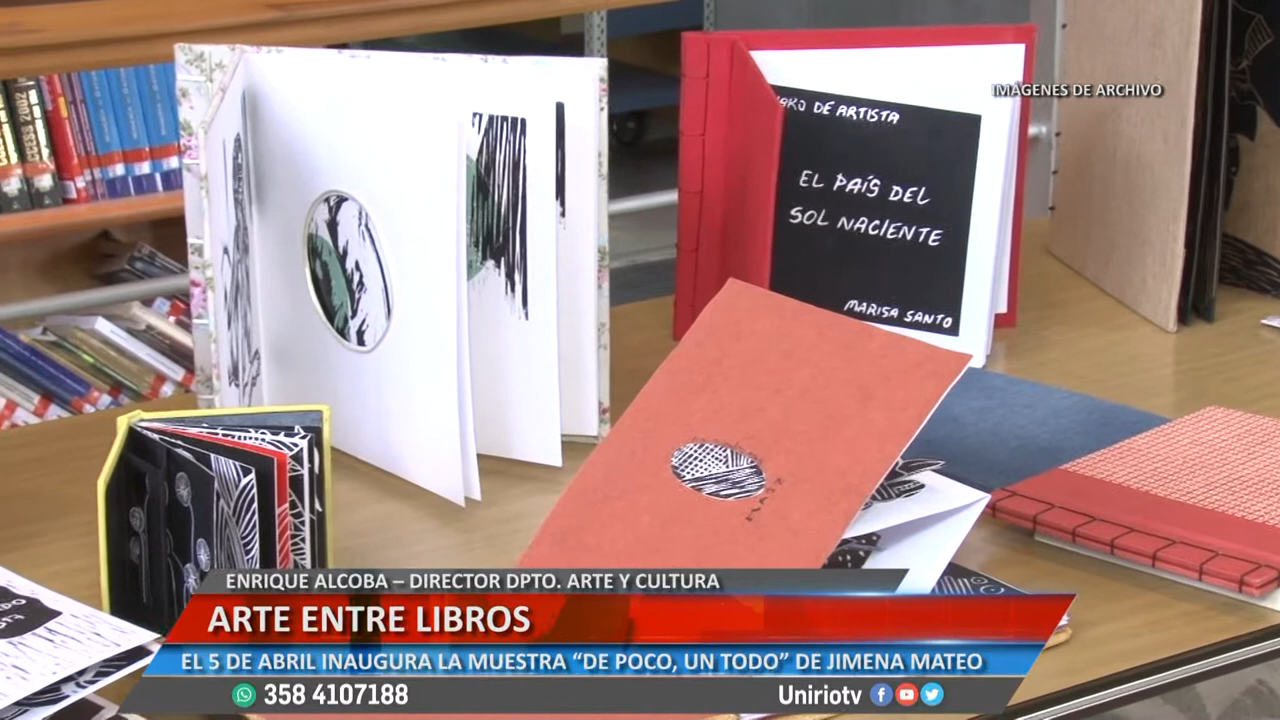 IMÁGENES DE ARCHIVO
DE ARTISTA
EL PAÍS DEL
SOL NACIENTE
MARISA SANTO
ENRIQUE ALCOBA – DIRECTOR DPTO. ARTE Y CULTURA
ARTE ENTRE LIBROS
EL 5 DE ABRIL INAUGURA LA MUESTRA “DE POCO, UN TODO” DE JIMENA MATEO
358 4107188
Uniriotv